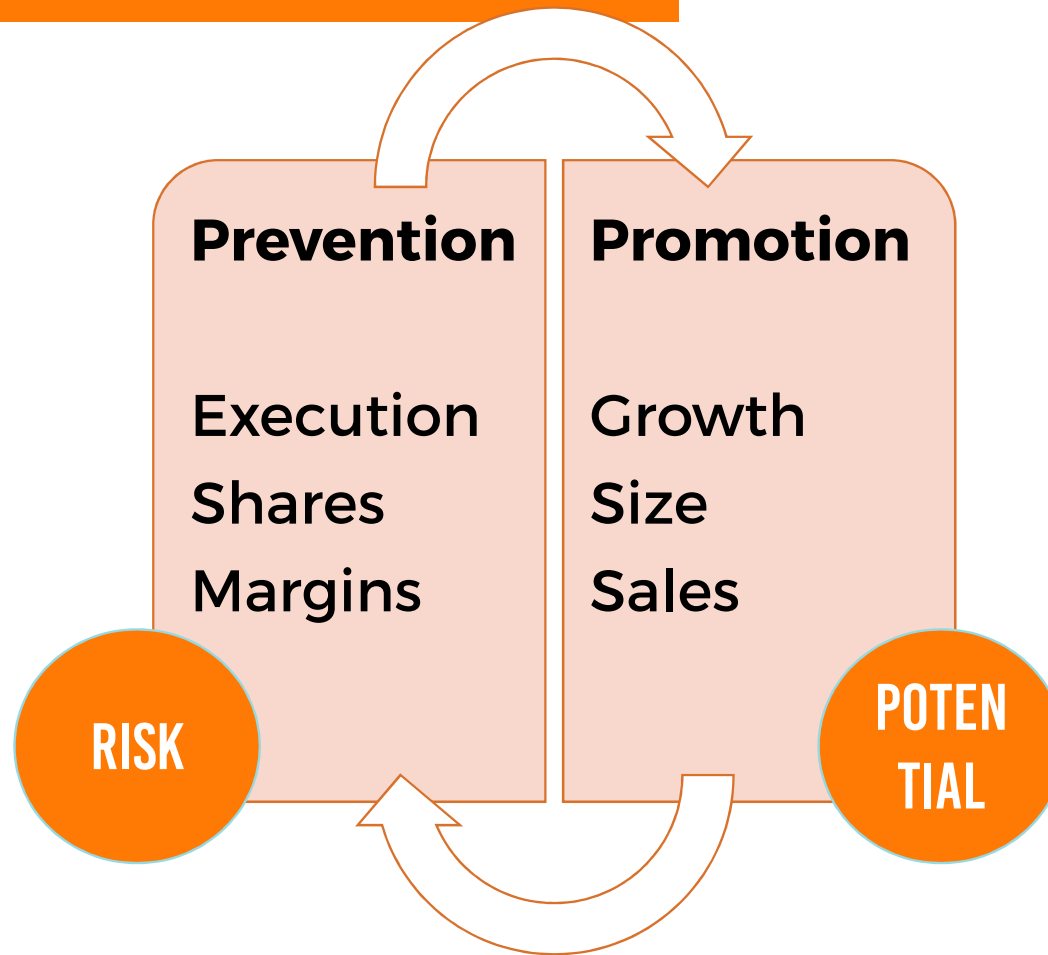 Prevention
Execution
Shares
Margins
RISK
Promotion
Growth
Size
Sales
POTEN
TIAL